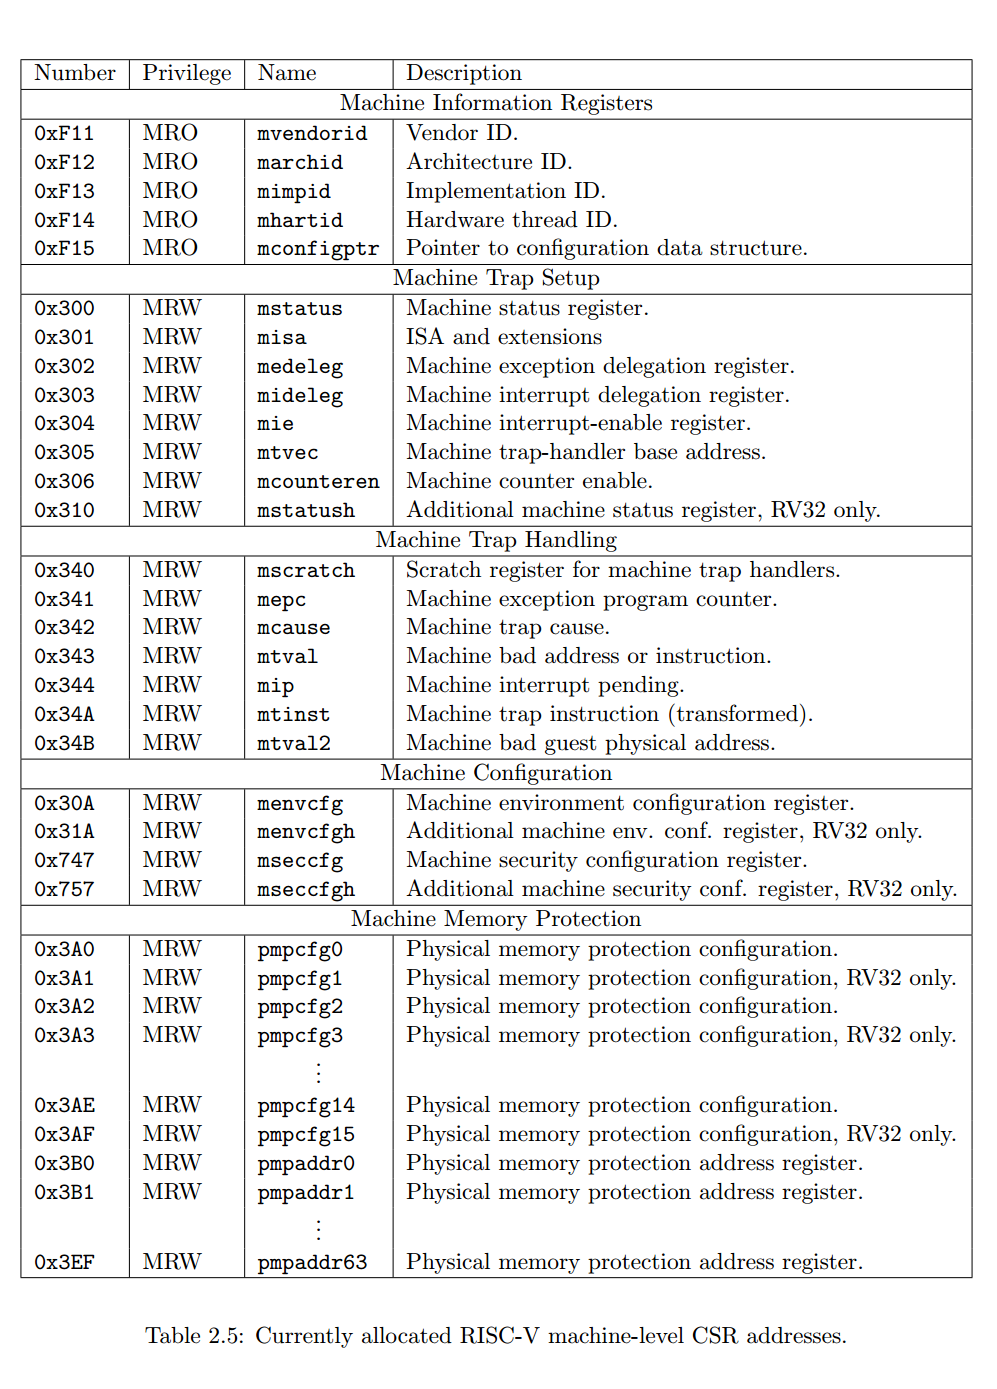 Number Privilege Name Description
Machine Information Registers
0xF11 MRO mvendorid Vendor ID.
0xF12 MRO marchid Architecture ID.
0xF13 MRO mimpid Implementation ID.
0xF14 MRO mhartid Hardware thread ID.
0xF15 MRO mconfigptr Pointer to configuration data structure.
Machine Trap Setup
0x300 MRW mstatus Machine status register.
0x301 MRW misa ISA and extensions
0x302 MRW medeleg Machine exception delegation register.
0x303 MRW mideleg Machine interrupt delegation register.
0x304 MRW mie Machine interrupt-enable register.
0x305 MRW mtvec Machine trap-handler base address.
0x306 MRW mcounteren Machine counter enable.
0x310 MRW mstatush Additional machine status register, RV32 only.
Machine Trap Handling
0x340 MRW mscratch Scratch register for machine trap handlers.
0x341 MRW mepc Machine exception program counter.
0x342 MRW mcause Machine trap cause.
0x343 MRW mtval Machine bad address or instruction.
0x344 MRW mip Machine interrupt pending.
0x34A MRW mtinst Machine trap instruction (transformed).
0x34B MRW mtval2 Machine bad guest physical address.
Machine Configuration
0x30A MRW menvcfg Machine environment configuration register.
0x31A MRW menvcfgh Additional machine env. conf. register, RV32 only.
0x747 MRW mseccfg Machine security configuration register.
0x757 MRW mseccfgh Additional machine security conf. register, RV32 only.
Machine Memory Protection
0x3A0 MRW pmpcfg0 Physical memory protection configuration.
0x3A1 MRW pmpcfg1 Physical memory protection configuration, RV32 only.
0x3A2 MRW pmpcfg2 Physical memory protection configuration.
0x3A3 MRW pmpcfg3 Physical memory protection configuration, RV32 only.
⋮
0x3AE MRW pmpcfg14 Physical memory protection configuration.
0x3AF MRW pmpcfg15 Physical memory protection configuration, RV32 only.
0x3B0 MRW pmpaddr0 Physical memory protection address register.
0x3B1 MRW pmpaddr1 Physical memory protection address register.
⋮
0x3EF MRW pmpaddr63 Physical memory protection address register.
Table 2.5: Currently allocated RISC-V machine-level CSR addresses.